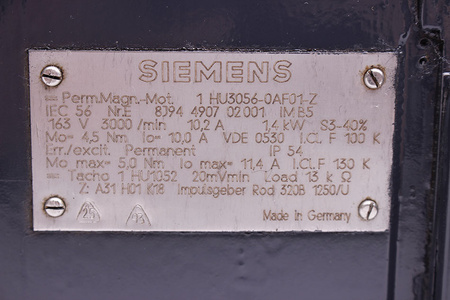 SIEMENS
= Perm.Magn.-Mot. 1 HU3056-0AF01-Z
IEC 56 Nr.E 8J94 4907 02 001 IM B5
163 V 3000 /min 10,2 A 1,4 kW S3-40%
Mo= 4,5 Nm Io= 10,0 A VDE 0530 I.Cl. F 100 K
Err./excit. Permanent IP 54
Mo max= 5,0 Nm Io max= 11,4 A I.Cl.F 130 K
= Tacho 1 HU1052 20mV/min Load 13 k Ω
Z: A31 H01 K18 Impulsgeber Rod 320B 1250/U
Made in Germany